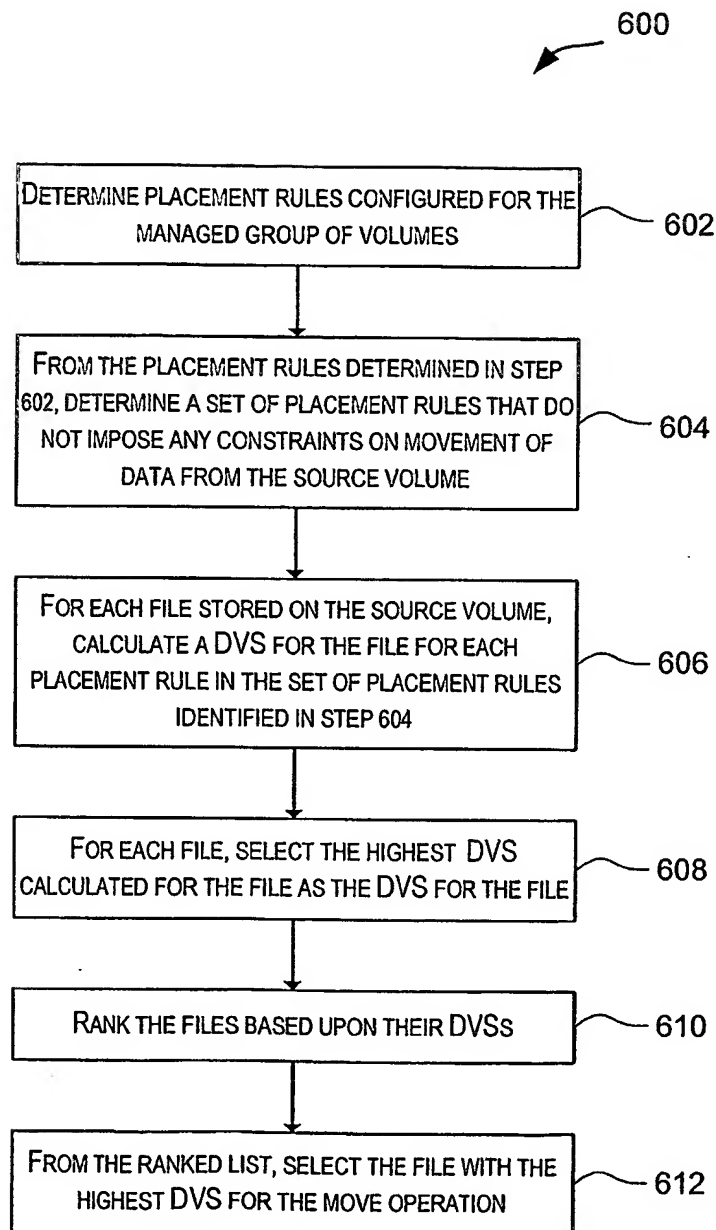 600
DETERMINE PLACEMENT RULES CONFIGURED FOR THE
MANAGED GROUP OF VOLUMES
602
FROM THE PLACEMENT RULES DETERMINED IN STEP
602, DETERMINE A SET OF PLACEMENT RULES THAT DO
NOT IMPOSE ANY CONSTRAINTS ON MOVEMENT OF
DATA FROM THE SOURCE VOLUME
604
FOR EACH FILE STORED ON THE SOURCE VOLUME,
CALCULATE A DVS FOR THE FILE FOR EACH
PLACEMENT RULE IN THE SET OF PLACEMENT RULES
IDENTIFIED IN STEP 604
606
FOR EACH FILE, SELECT THE HIGHEST DVS
CALCULATED FOR THE FILE AS THE DVS FOR THE FILE
608
RANK THE FILES BASED UPON THEIR DVSs
610
FROM THE RANKED LIST, SELECT THE FILE WITH THE
HIGHEST DVS FOR THE MOVE OPERATION
612